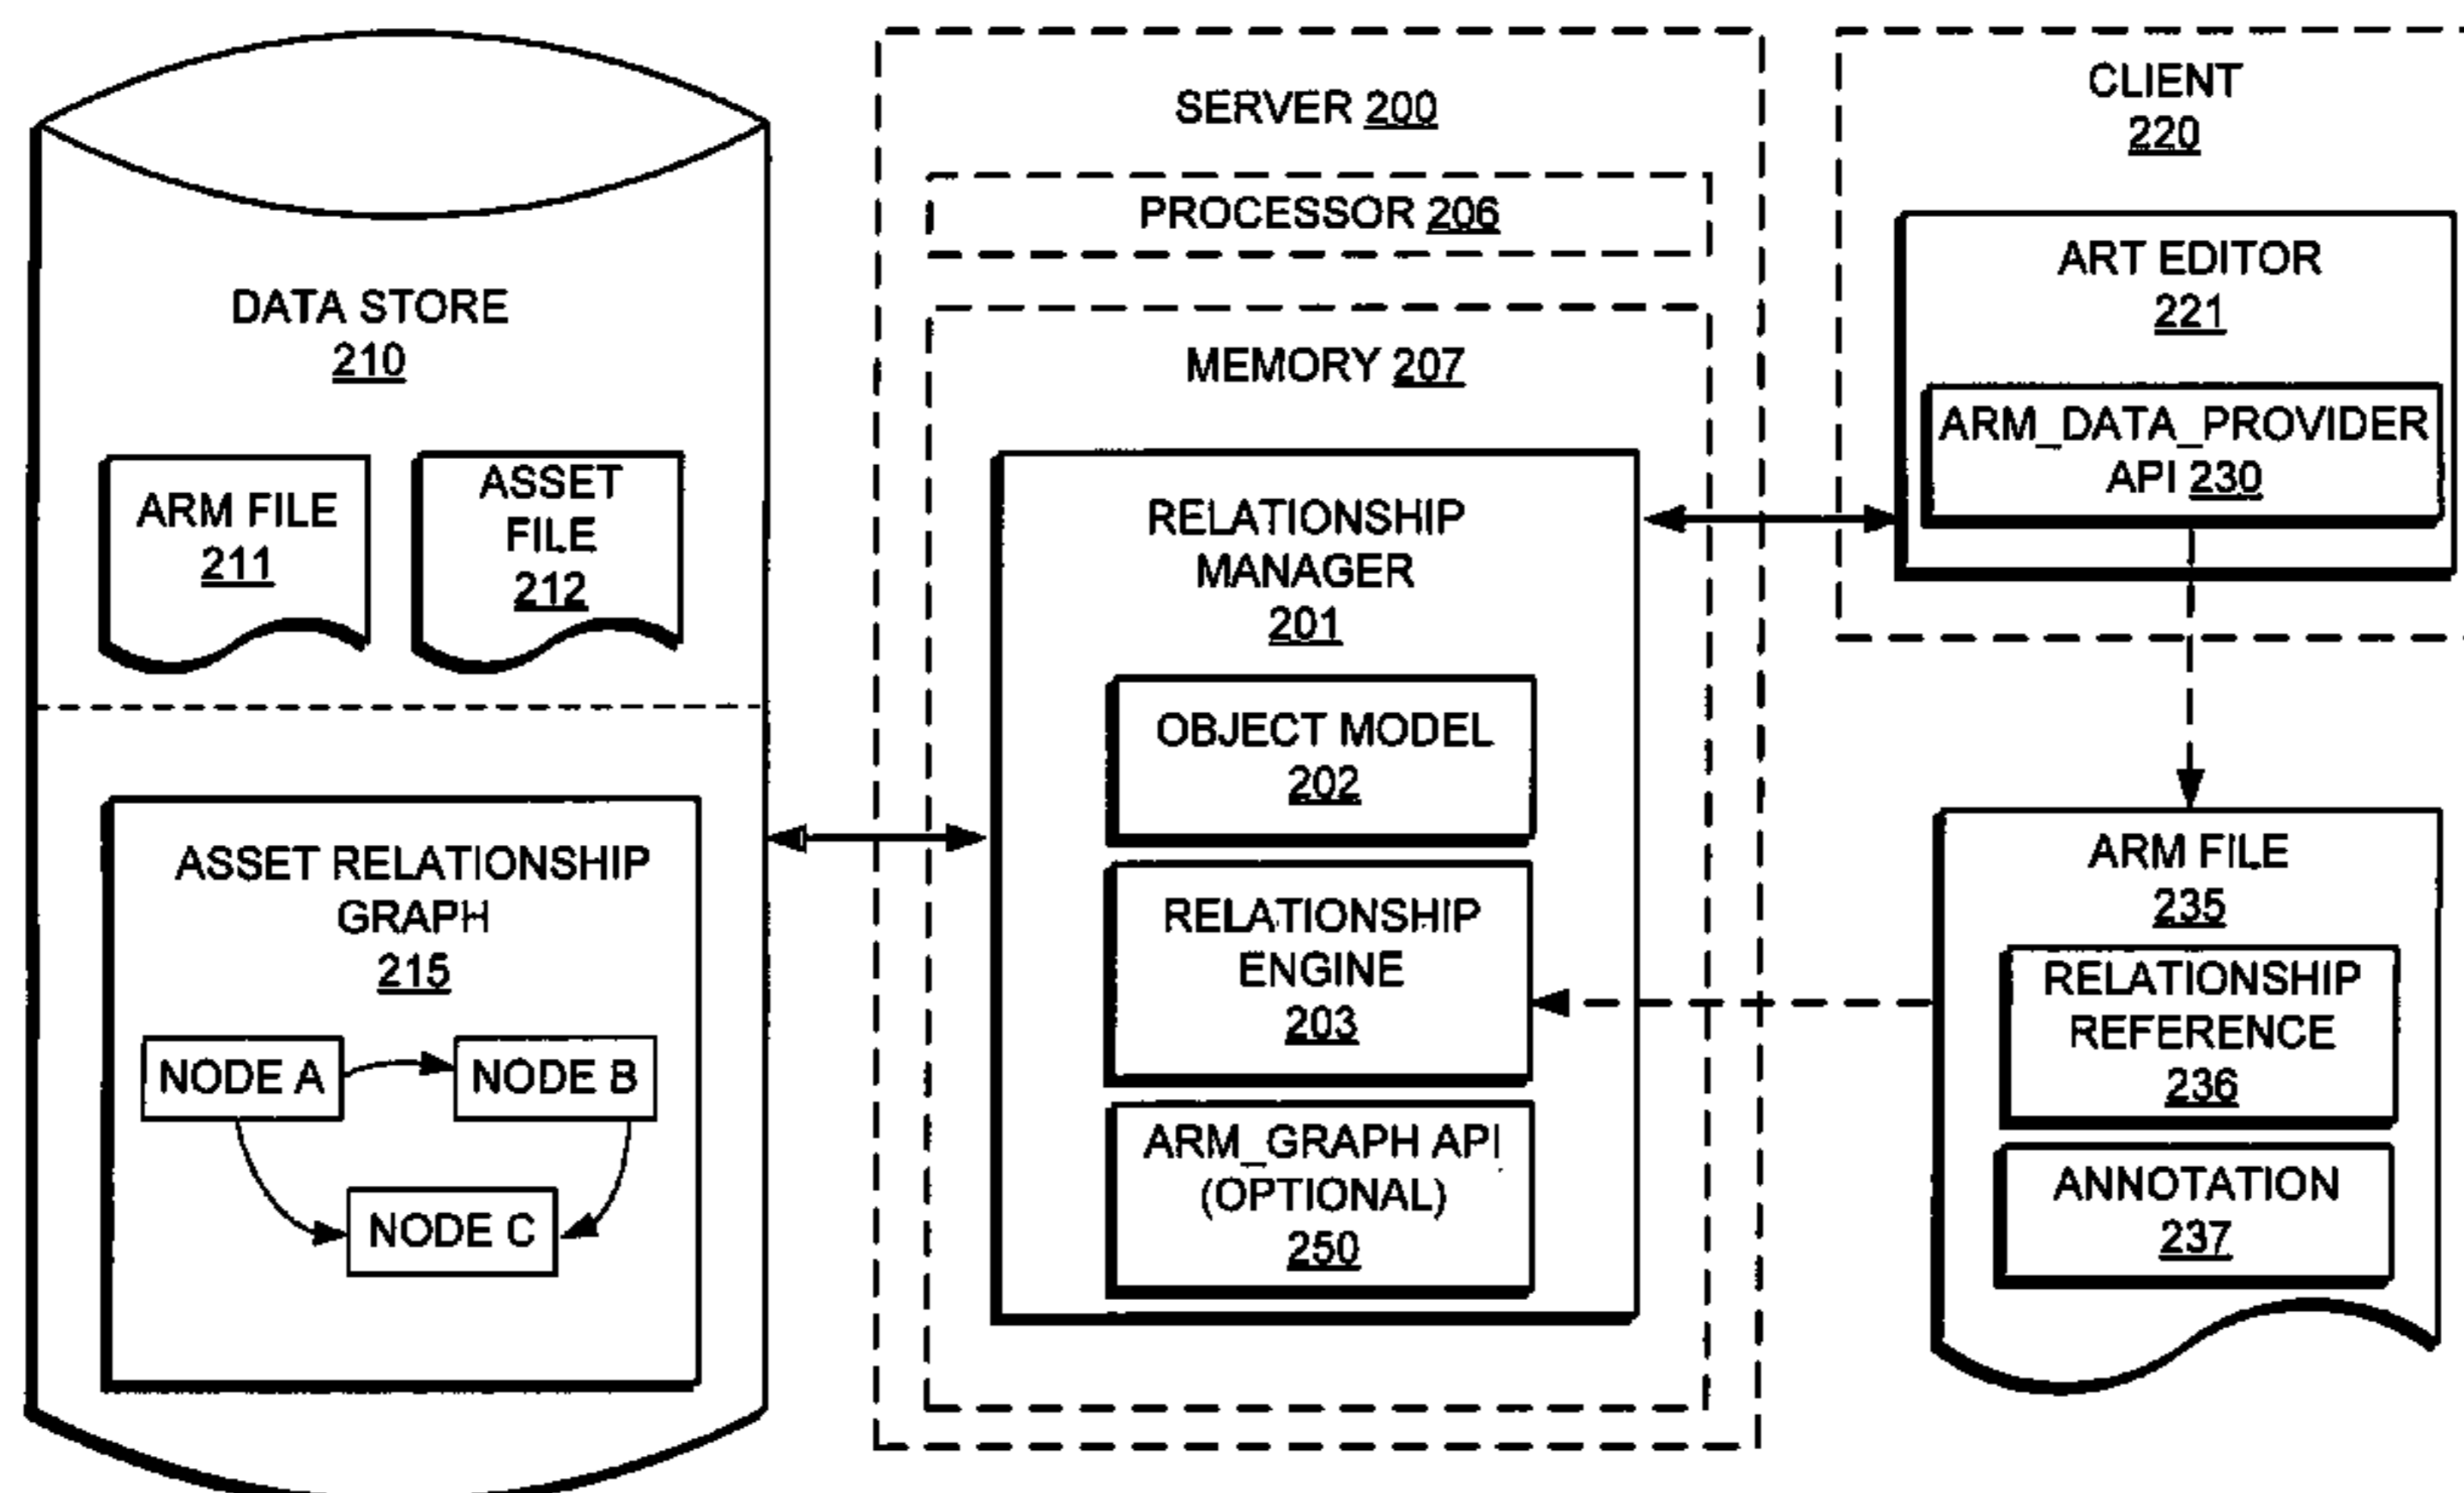 DATA STORE
210
ARM FILE
211
ASSET
FILE
212
ASSET RELATIONSHIP
GRAPH
215
NODE A
NODE B
NODE C
SERVER 200
PROCESSOR 206
MEMORY 207
RELATIONSHIP
MANAGER
201
OBJECT MODEL
202
RELATIONSHIP
ENGINE
203
ARM_GRAPH API
(OPTIONAL)
250
CLIENT
220
ART EDITOR
221
ARM_DATA_PROVIDER
API 230
ARM FILE
235
RELATIONSHIP
REFERENCE
236
ANNOTATION
237